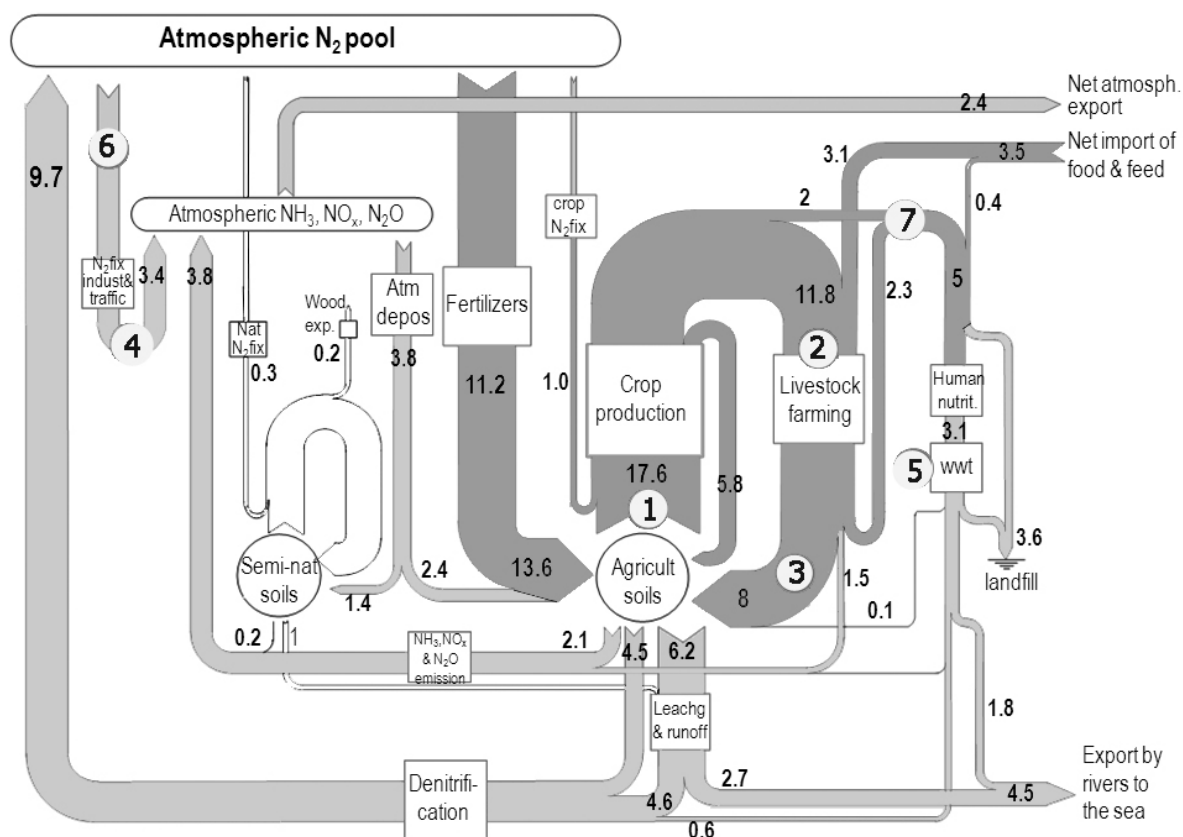 Atmospheric N₂ pool
2.4
Net atmosph.
export
6
3.1
3.5
Net import of
food & feed
9.7
0.4
Atmospheric NH₃, NOₓ, N₂O
crop
N₂fix
2
7
N₂fix
indust&
traffic
3.4
3.8
Atm
depos
Fertilizers
11.8
2.3
5
Wood
exp.
0.2
4
Nat
N₂fix
0.3
3.8
11.2
1.0
Crop
production
2
Livestock
farming
Human
nutrit.
3.1
5
wwt
17.6
5.8
1
3.6
landfill
Semi-nat
soils
1.4
2.4
13.6
Agricult
soils
3
8
1.5
0.1
0.2
1
NH₃,NOₓ
& N₂O
emission
2.1
4.5
6.2
Leachg
& runoff
1.8
Denitrifi-
cation
4.6
2.7
0.6
4.5
Export by
rivers to
the sea